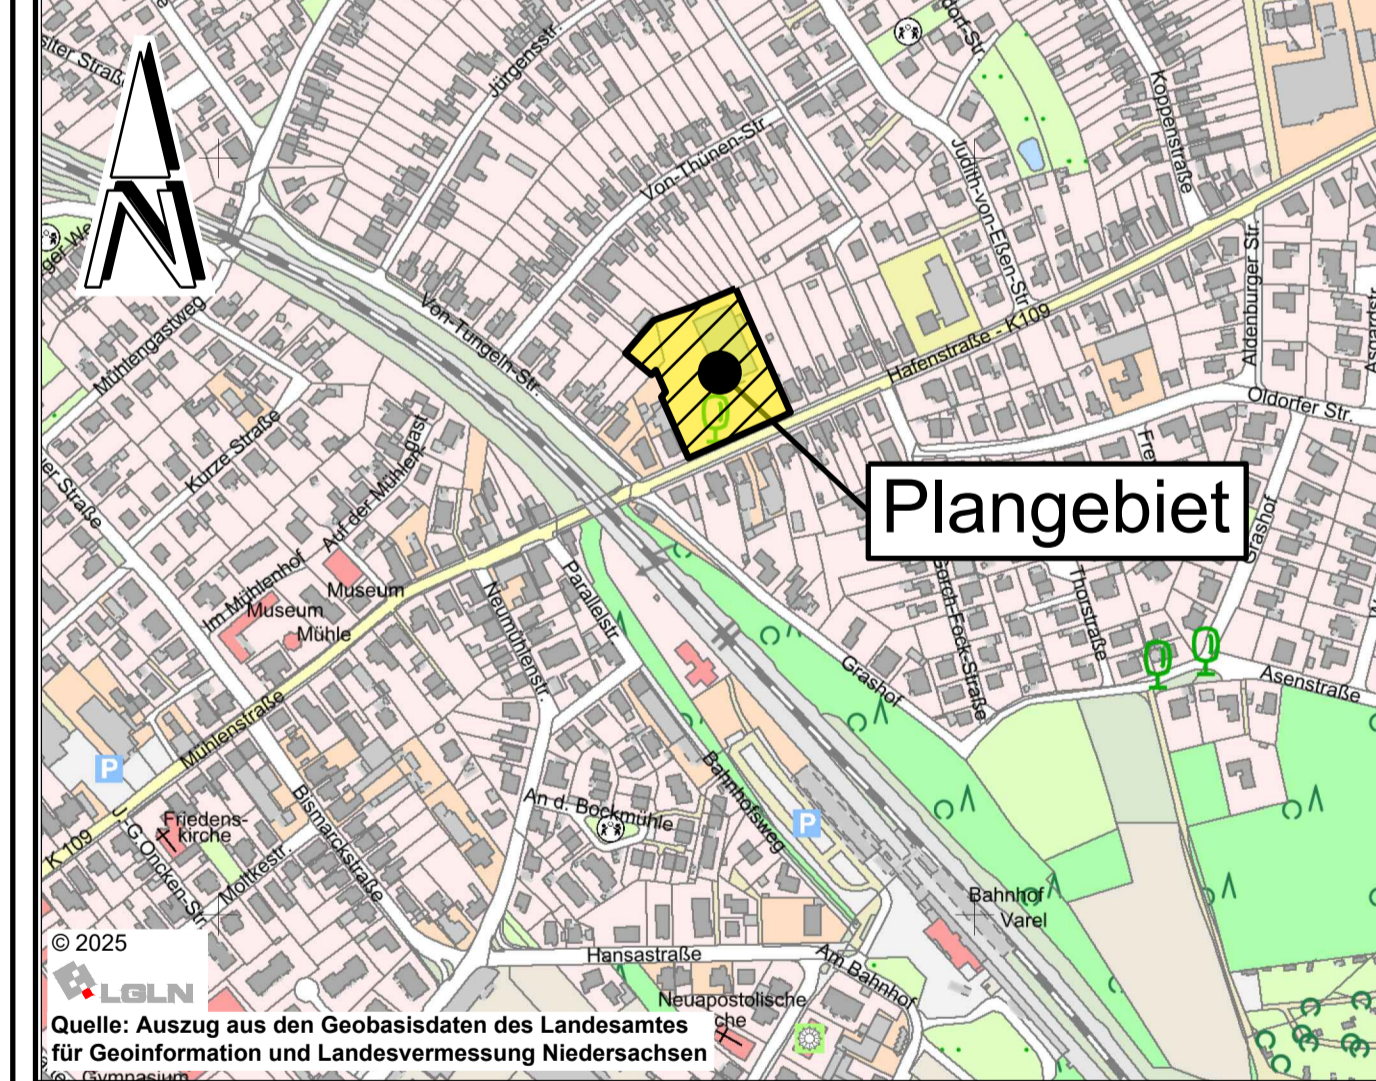 Jürgensstr.
Koppenstraße
Von-Thünen-Str.
Judith-von-Eßen-Str.
Aldenburger Str.
Von-Tungeln-Str.
Mühlengastweg
Hafenstraße - K109
Oldorfer Str.
Kurze Straße
Auf der Mühlengast
Plangebiet
Grashof
Im Mühlenhof
Museum
Museum
Mühle
Parallelstr.
Neumühlenstr.
Gorch-Fock-Straße
Thorstraße
Grashof
Asenstraße
Mühlenstraße
P
Bismarckstraße
Bahnhofsweg
An d. Bockmühle
P
Friedens-
kirche
K 109
J.-G.Oncken-Str.
Moltkestr.
Bahnhof
Varel
Hansastraße
Am Bahnhof
Neuapostolische
© 2025
LGLN
Quelle: Auszug aus den Geobasisdaten des Landesamtes
für Geoinformation und Landesvermessung Niedersachsen
Gymnasium
N